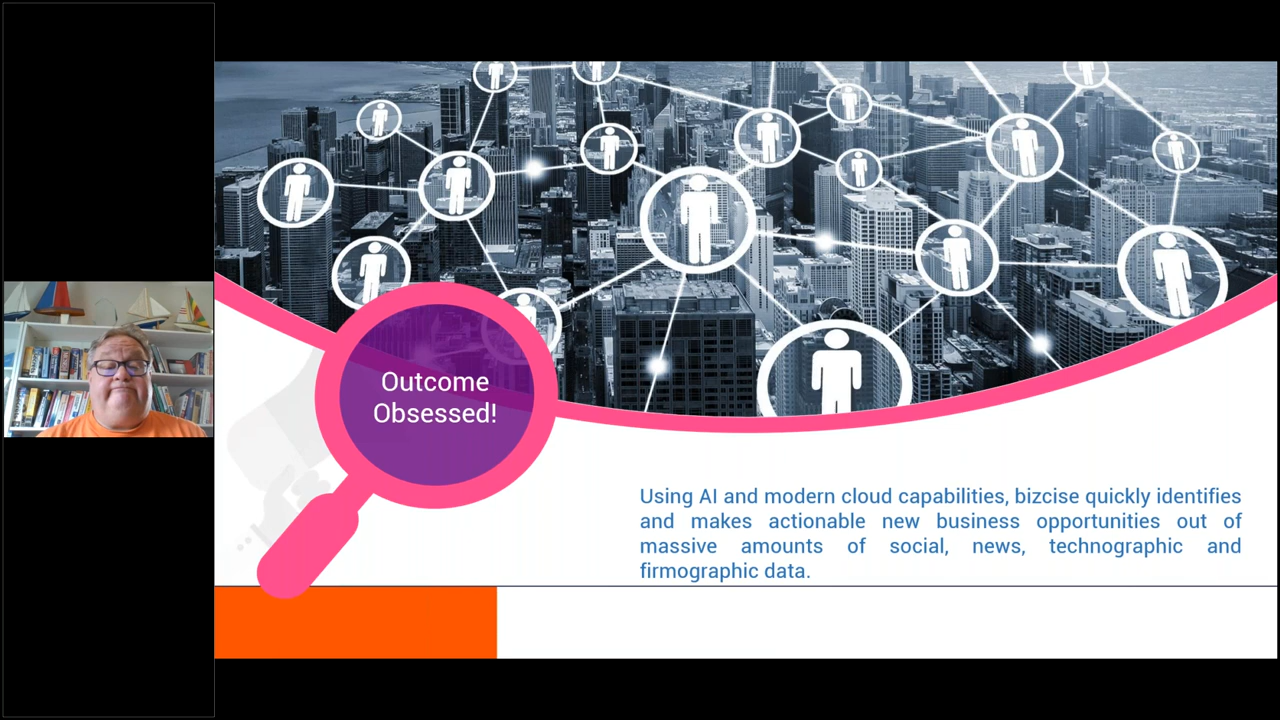 Outcome
Obsessed!
Using AI and modern cloud capabilities, bizcise quickly identifies
and makes actionable new business opportunities out of
massive amounts of social, news, technographic and
firmographic data.